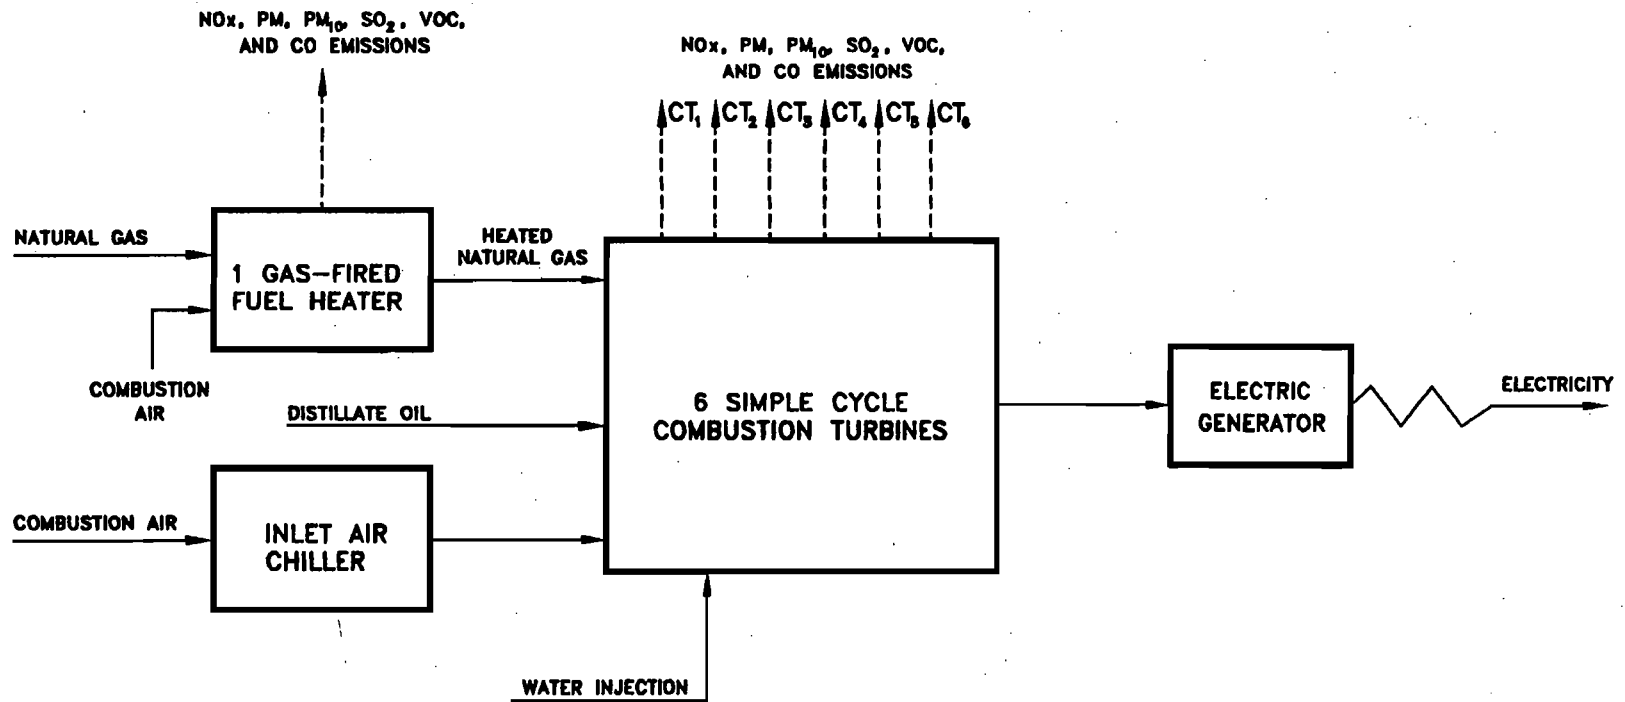 NOx, PM, PM₁₀, SO₂, VOC,
AND CO EMISSIONS
NOx, PM, PM₁₀, SO₂, VOC,
AND CO EMISSIONS
CT₁ CT₂ CT₃ CT₄ CT₅ CT₆
NATURAL GAS
1 GAS-FIRED
FUEL HEATER
HEATED
NATURAL GAS
COMBUSTION
AIR
DISTILLATE OIL
6 SIMPLE CYCLE
COMBUSTION TURBINES
ELECTRIC
GENERATOR
ELECTRICITY
COMBUSTION AIR
INLET AIR
CHILLER
WATER INJECTION